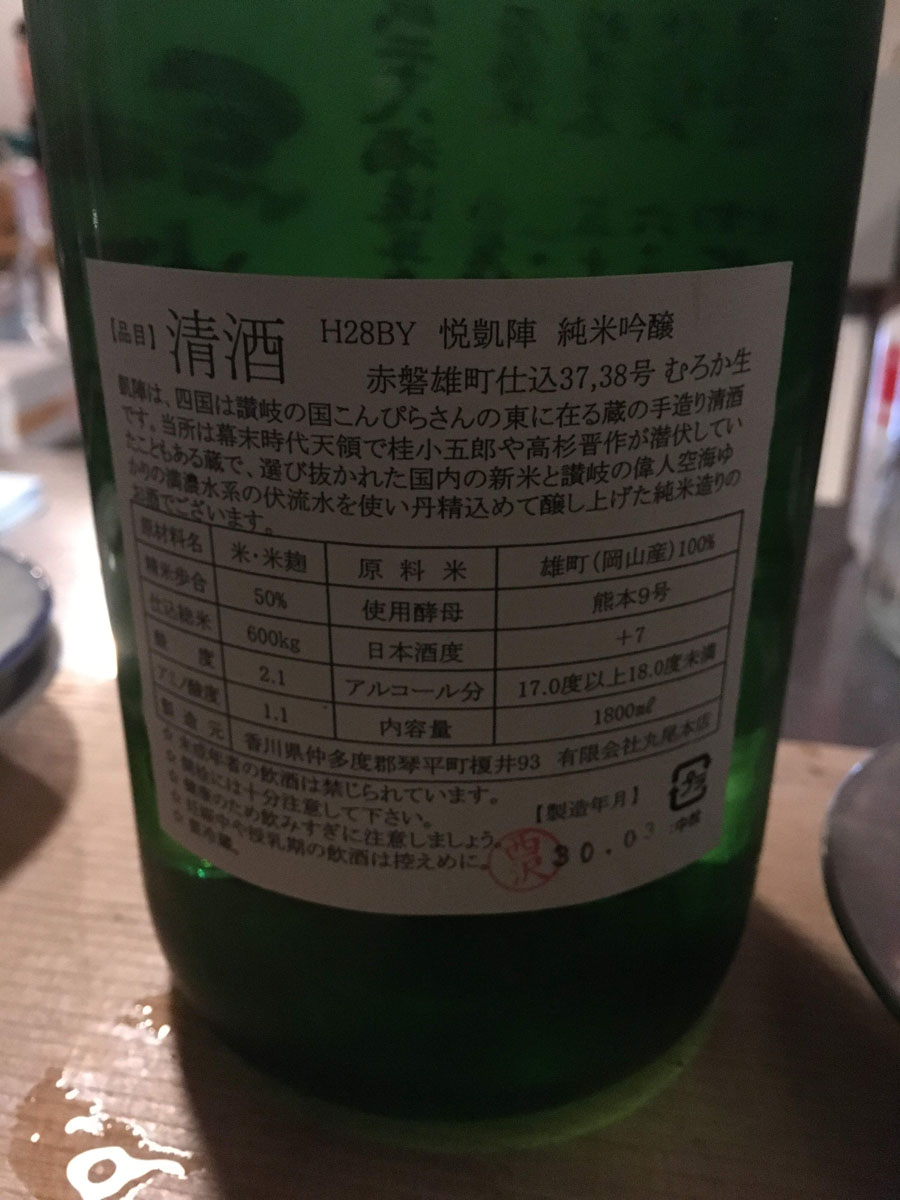 【品目】清酒 H28BY 悦凱陣 純米吟醸
赤磐雄町仕込37,38号 むろか生
凱陣は、四国は讃岐の国こんぴらさんの東に在る蔵の手造り清酒
です。当所は幕末時代天領で桂小五郎や高杉晋作が潜伏してい
たこともある蔵で、選び抜かれた国内の新米と讃岐の偉人空海ゆ
かりの満濃水系の伏流水を使い丹精込めて醸し上げた純米造りの
お酒でございます。
原材料名 米・米麹 原料米 雄町(岡山産)100%
精米歩合 50% 使用酵母 熊本9号
仕込総米 600kg 日本酒度 +7
酸度 2.1 アルコール分 17.0度以上18.0度未満
アミノ酸度 1.1 内容量 1800㎖
製造元 香川県仲多度郡琴平町榎井93 有限会社丸尾本店
☆未成年者の飲酒は禁じられています。
☆開栓には十分注意して下さい。
☆健康のため飲みすぎに注意しましょう。
☆妊娠中や授乳期の飲酒は控えめに。
☆要冷蔵。
【製造年月】
30.03
西沢
プラ